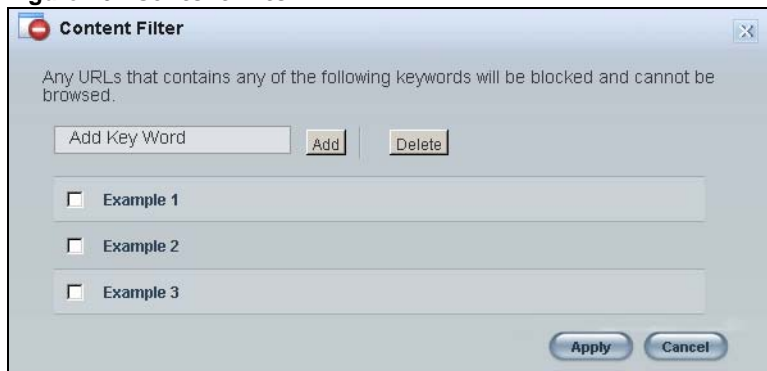 Content Filter
Any URLs that contains any of the following keywords will be blocked and cannot be
browsed.
Add Key Word
Add
Delete
Example 1
Example 2
Example 3
Apply
Cancel